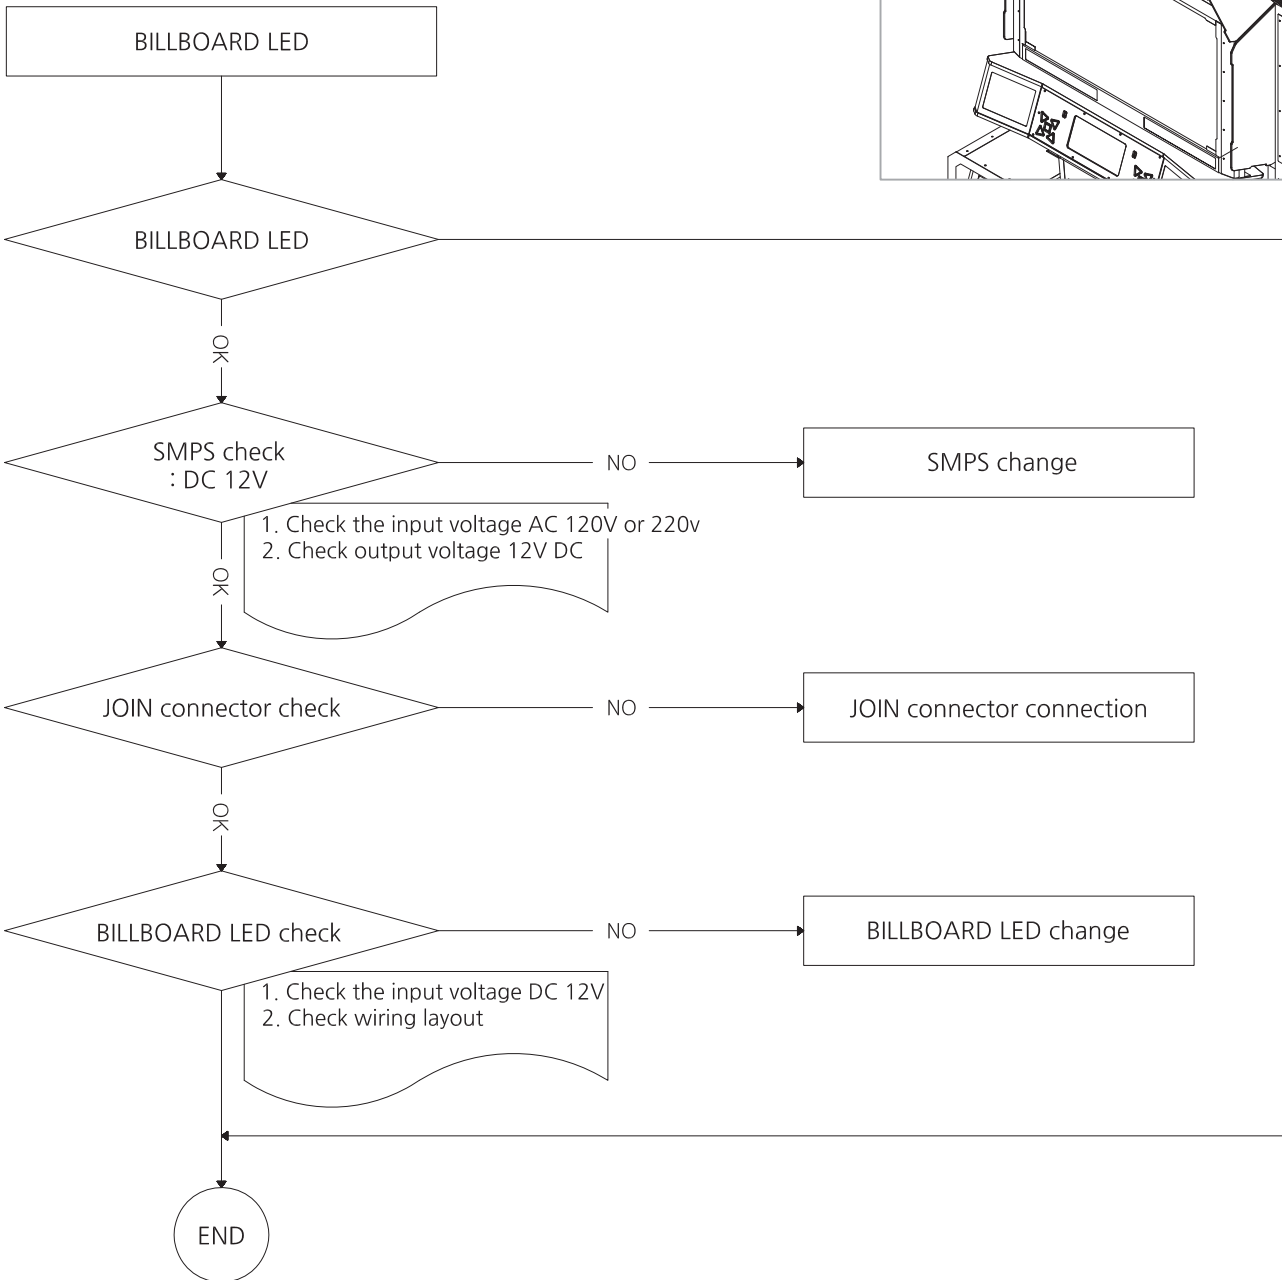 BILLBOARD LED
BILLBOARD LED
OK
SMPS check
: DC 12V
NO
SMPS change
1. Check the input voltage AC 120V or 220v
2. Check output voltage 12V DC
OK
JOIN connector check
NO
JOIN connector connection
OK
BILLBOARD LED check
NO
BILLBOARD LED change
1. Check the input voltage DC 12V
2. Check wiring layout
END